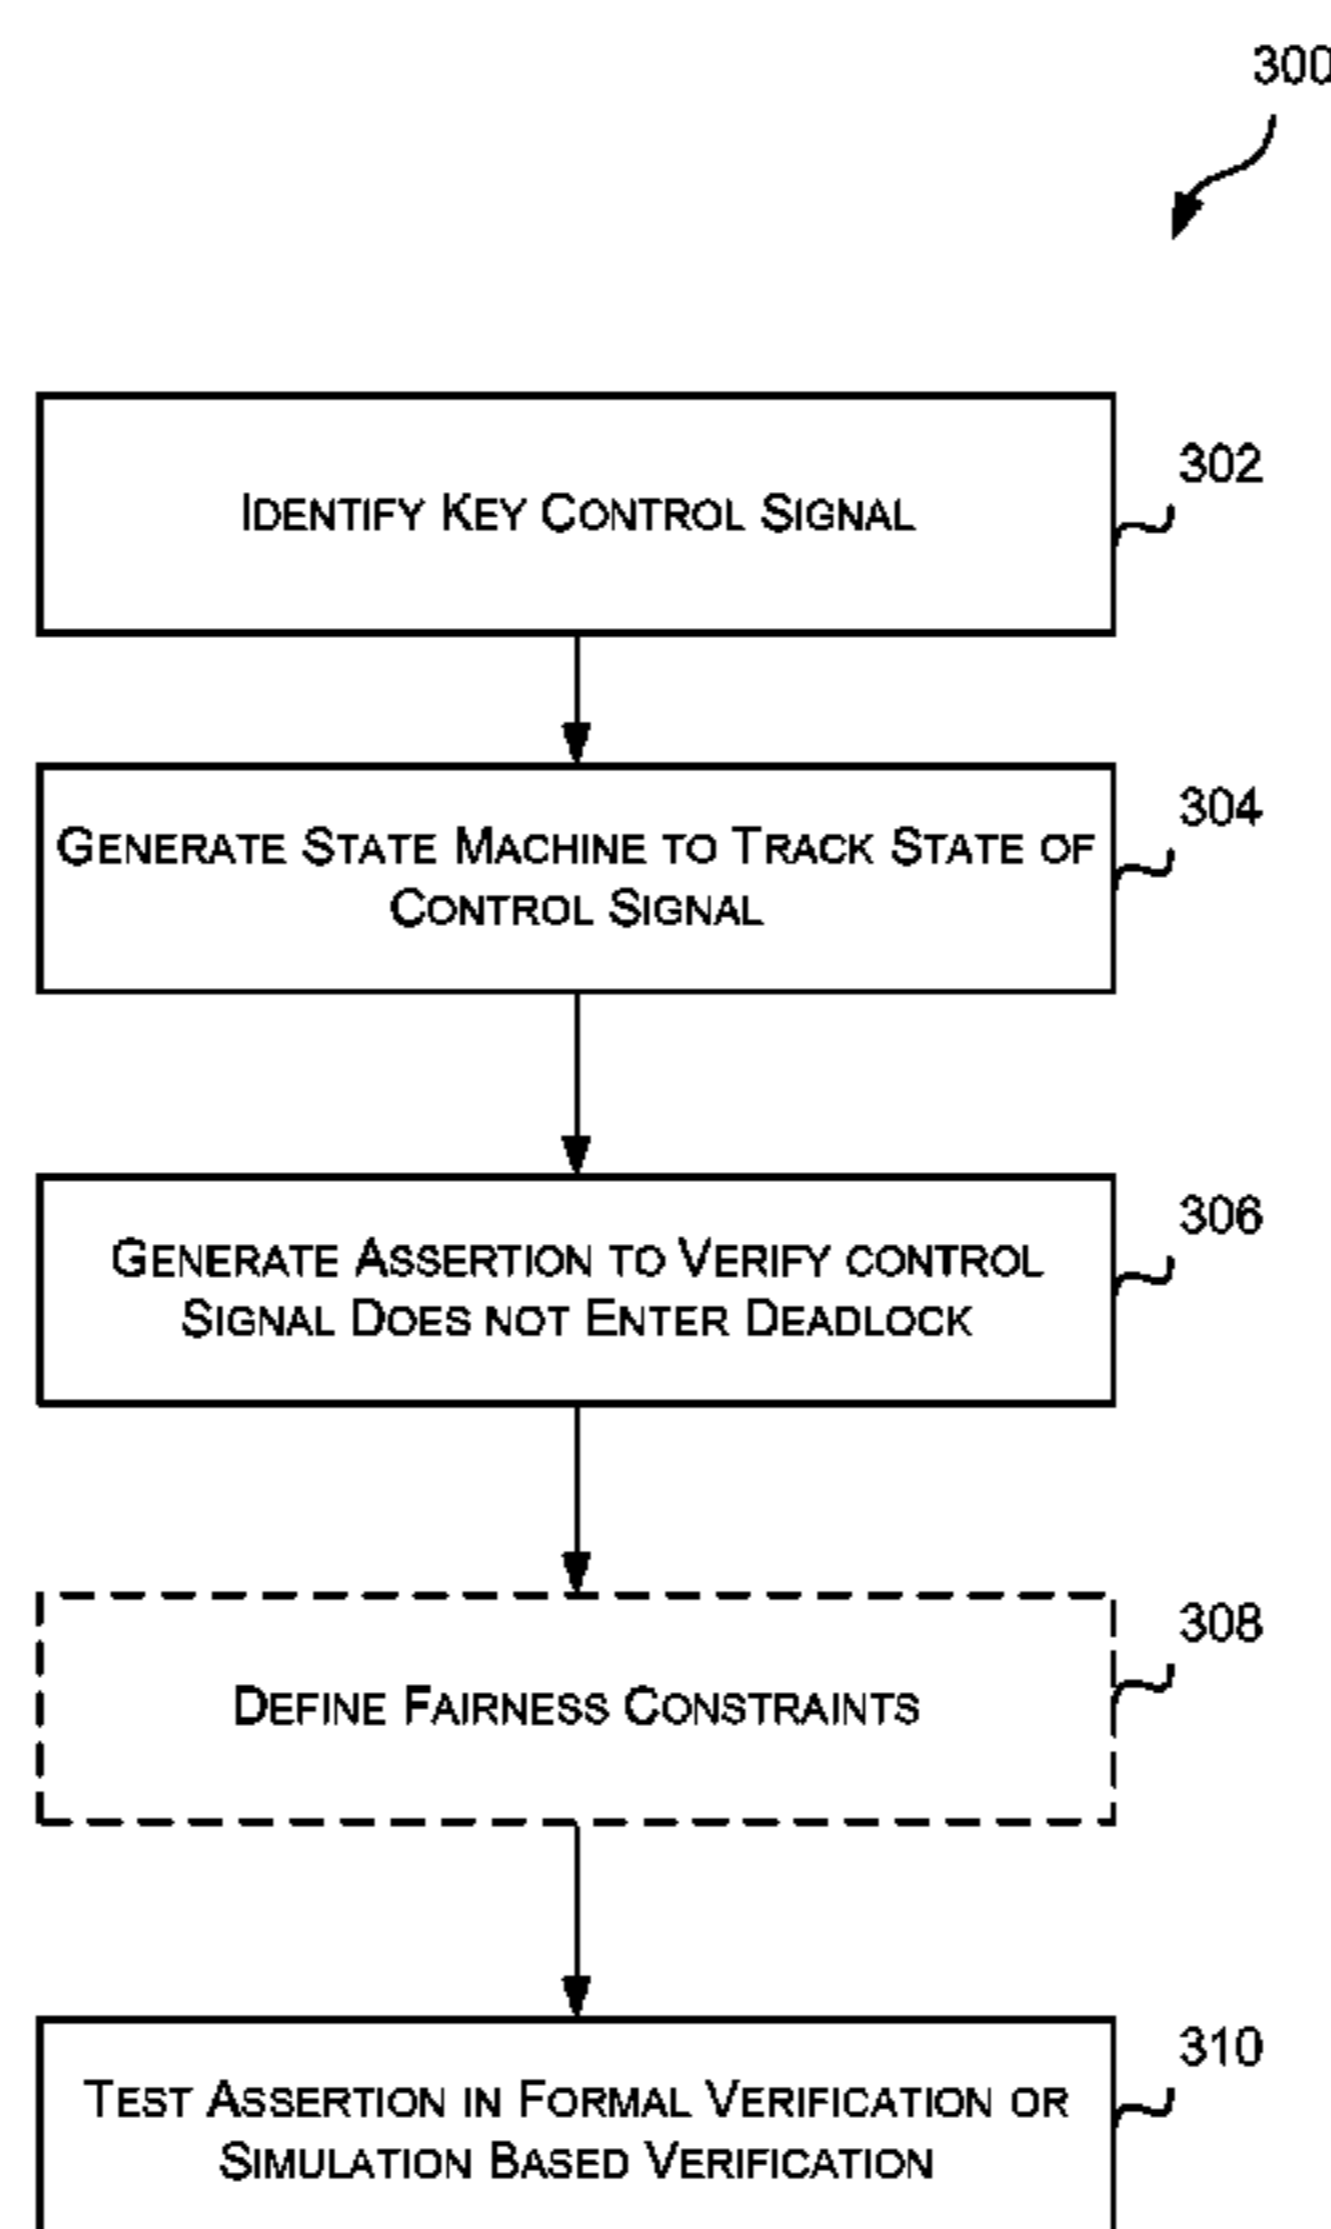 300
IDENTIFY KEY CONTROL SIGNAL
302
GENERATE STATE MACHINE TO TRACK STATE OF
CONTROL SIGNAL
304
GENERATE ASSERTION TO VERIFY CONTROL
SIGNAL DOES NOT ENTER DEADLOCK
306
DEFINE FAIRNESS CONSTRAINTS
308
TEST ASSERTION IN FORMAL VERIFICATION OR
SIMULATION BASED VERIFICATION
310